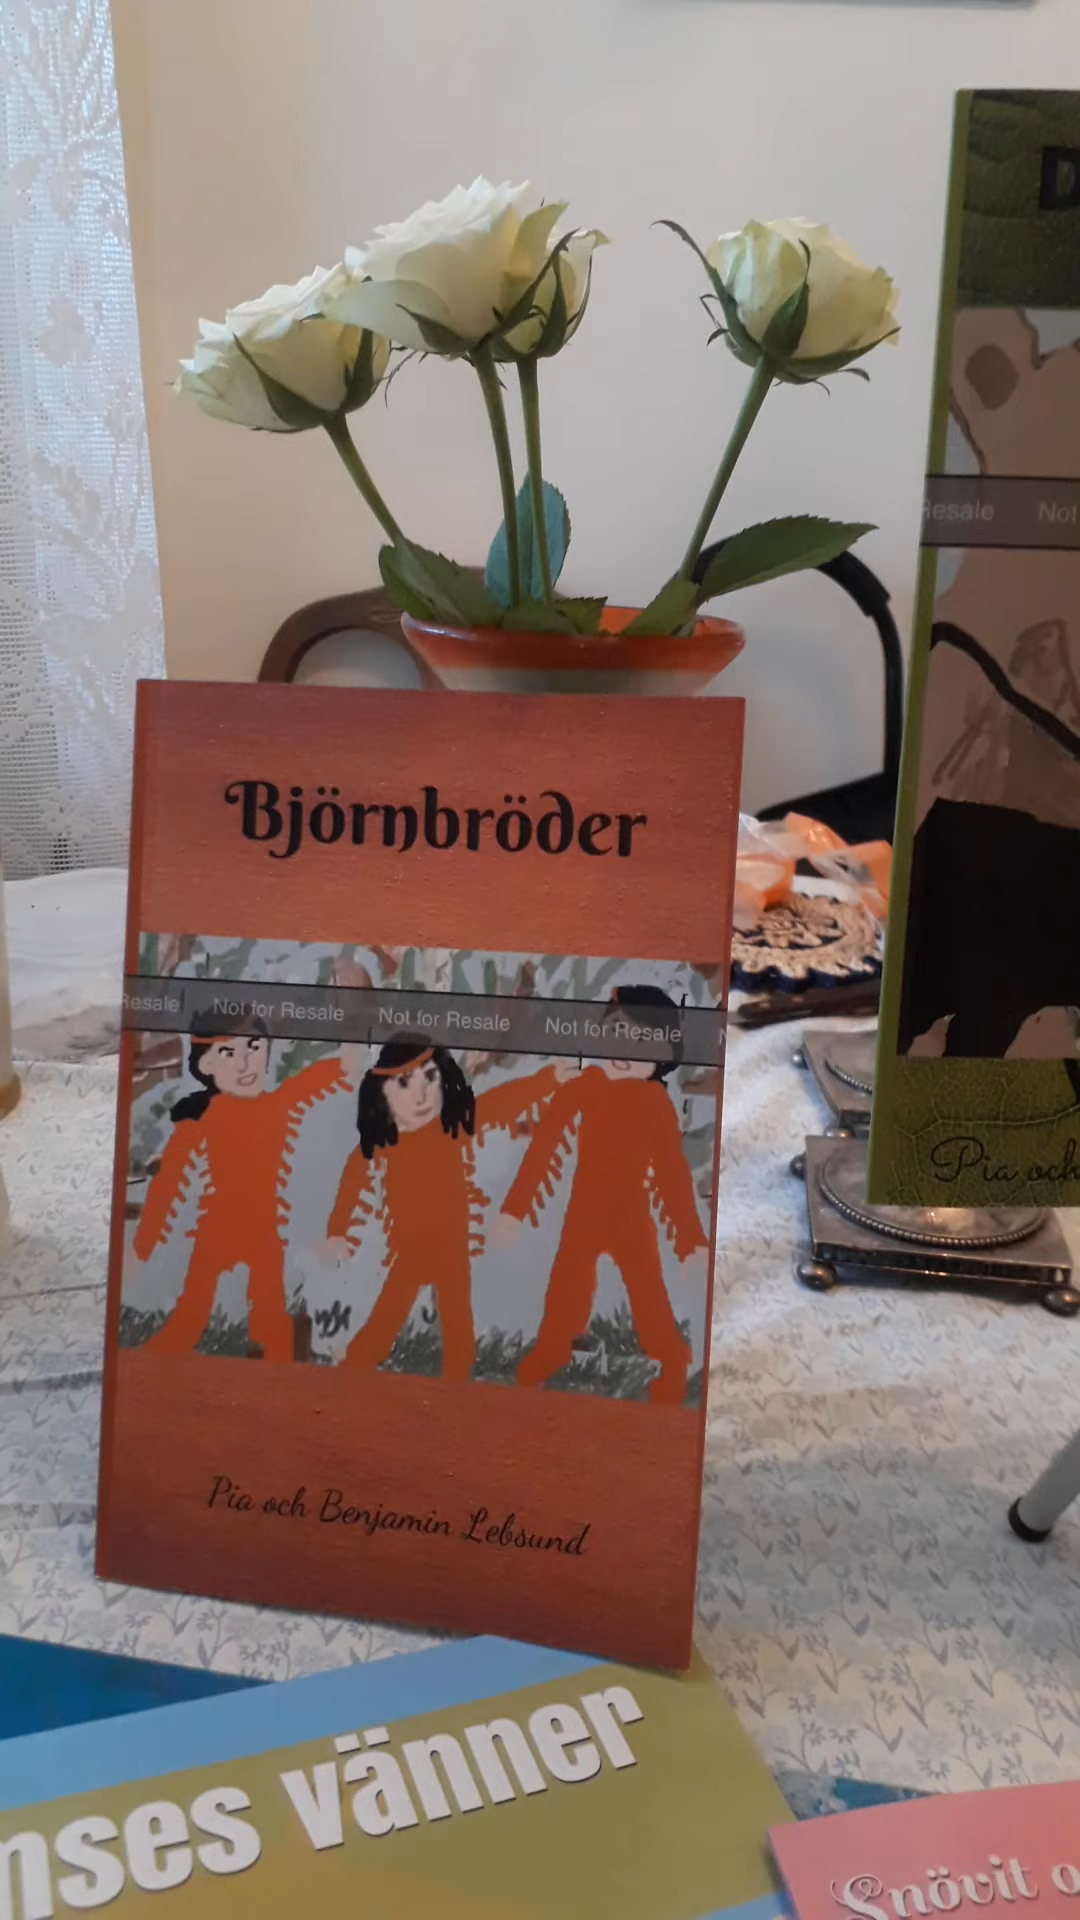 Björnbröder
Resale Not for Resale Not for Resale Not for Resale
Pia och Benjamin Lebsund
D
Resale Not
Pia och
nses vänner
Snövit o